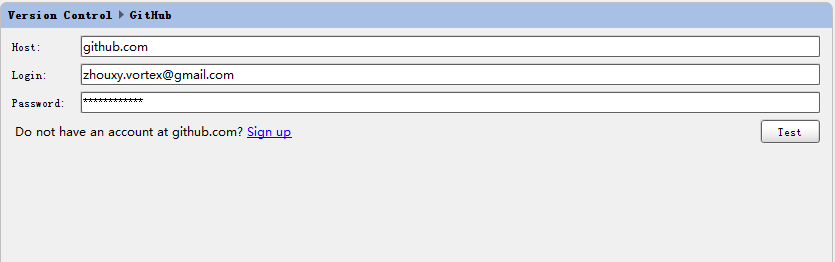 Version Control GitHub
Host: github.com
Login: zhouxy.vortex@gmail.com
Password: ************
Do not have an account at github.com? Sign up Test